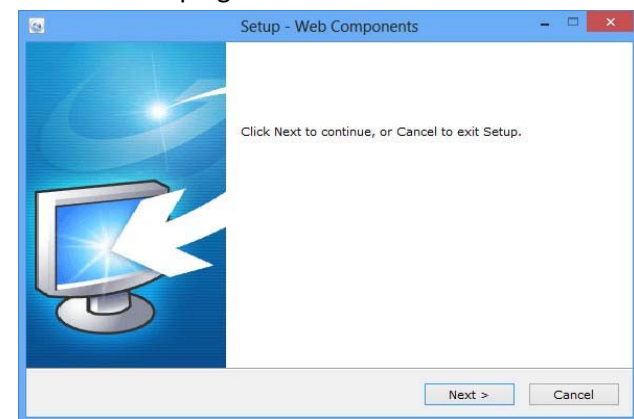 Setup - Web Components
Click Next to continue, or Cancel to exit Setup.
Next >
Cancel